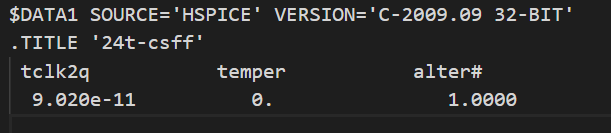 $DATA1 SOURCE='HSPICE' VERSION='C-2009.09 32-BIT'
.TITLE '24t-csff'
tclk2q temper alter#
9.020e-11 0. 1.0000